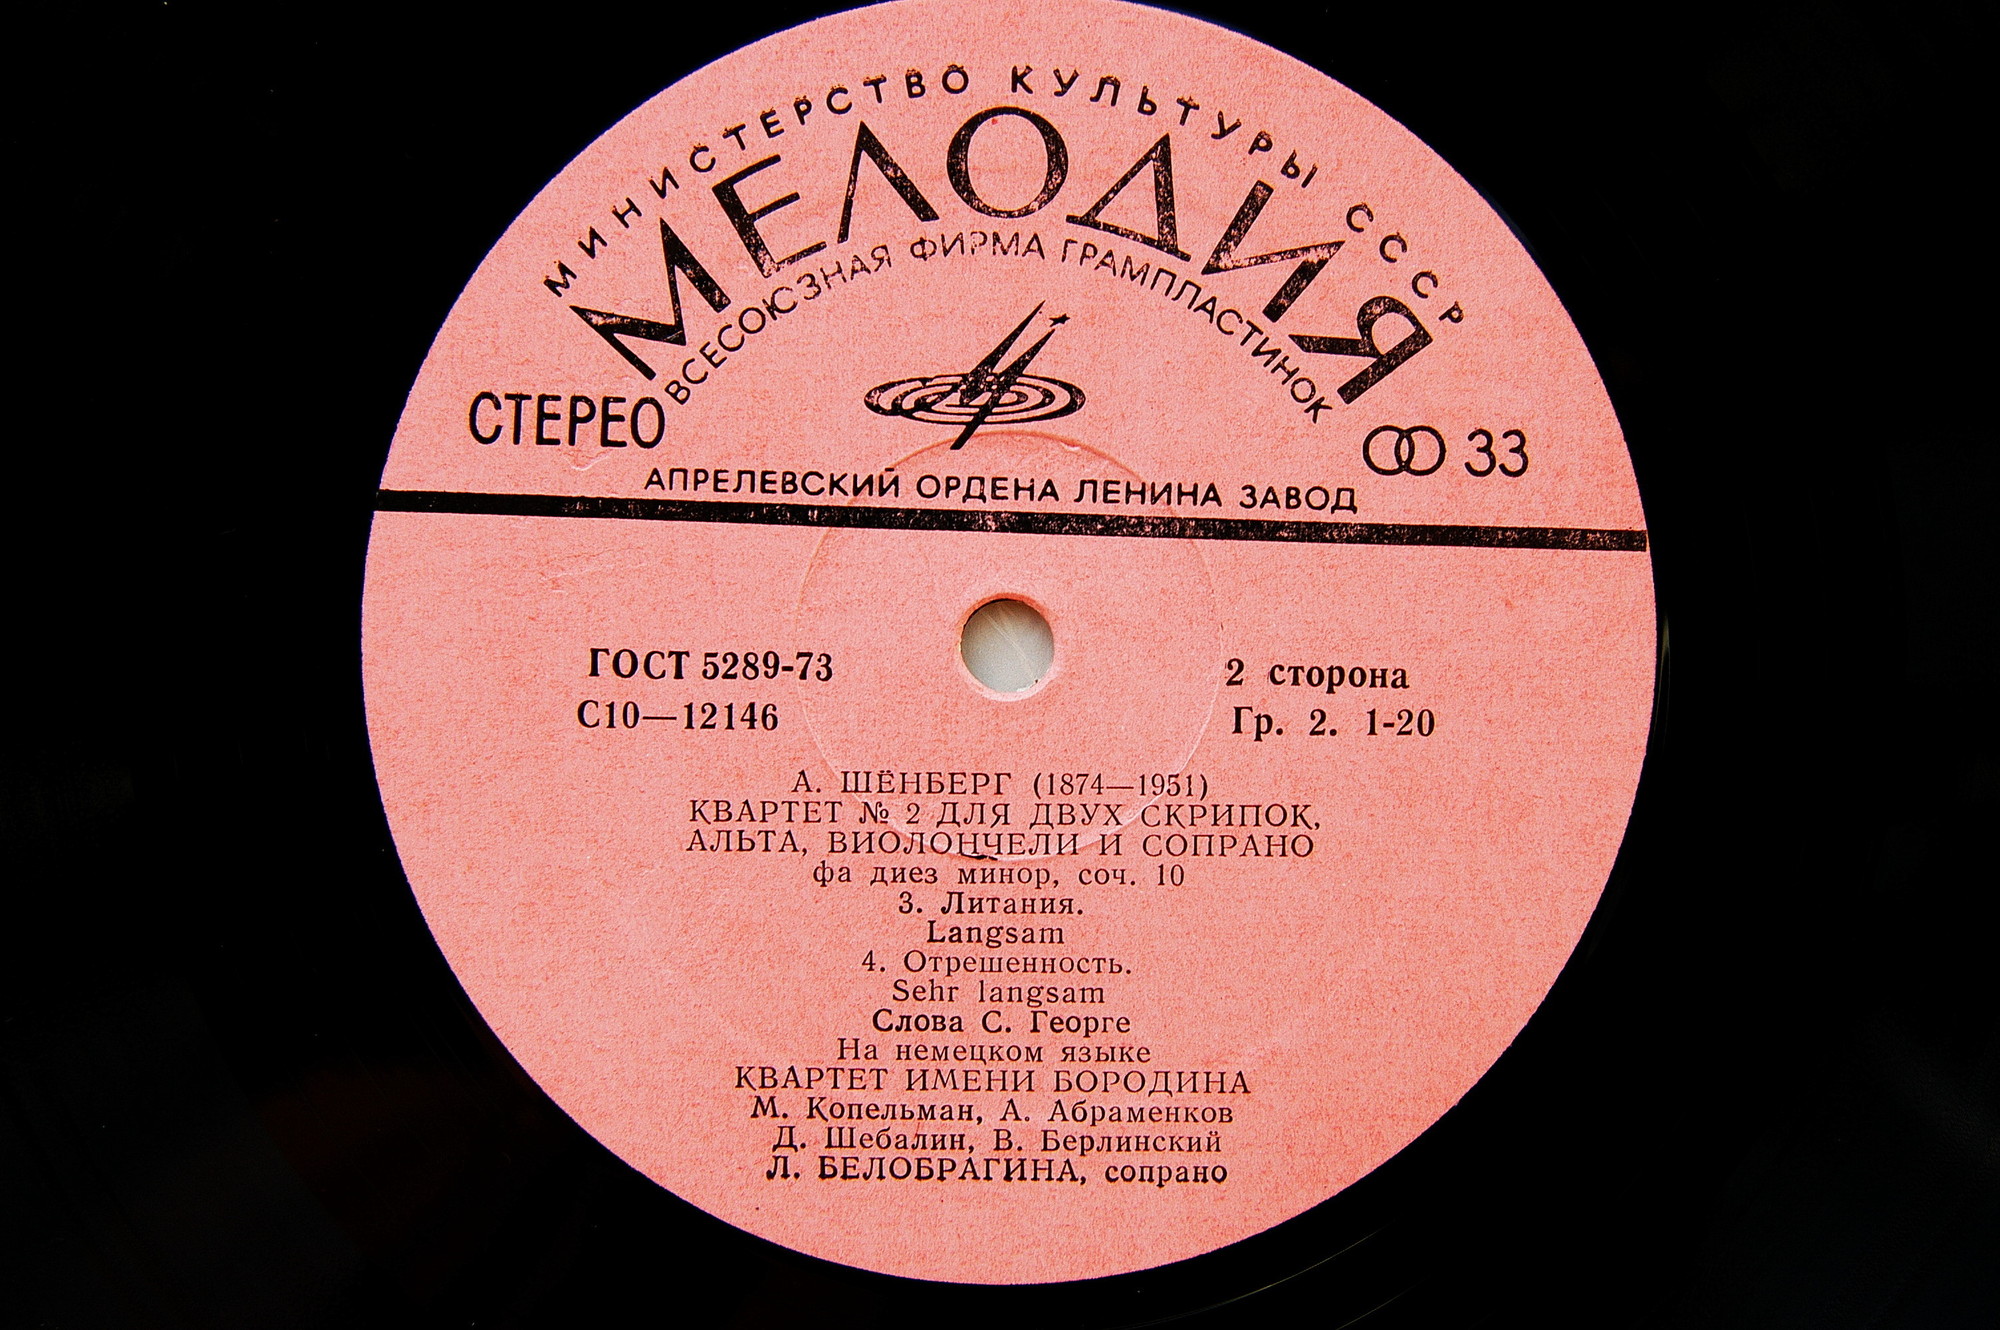 МИНИСТЕРСТВО КУЛЬТУРЫ СССР
МЕЛОДИЯ
ВСЕСОЮЗНАЯ ФИРМА ГРАМПЛАСТИНОК
СТЕРЕО
33
АПРЕЛЕВСКИЙ ОРДЕНА ЛЕНИНА ЗАВОД
ГОСТ 5289-73
2 сторона
С10—12146
Гр. 2. 1-20
А. ШЁНБЕРГ (1874—1951)
КВАРТЕТ № 2 ДЛЯ ДВУХ СКРИПОК,
АЛЬТА, ВИОЛОНЧЕЛИ И СОПРАНО
фа диез минор, соч. 10
3. Литания.
Langsam
4. Отрешенность.
Sehr langsam
Слова С. Георге
На немецком языке
КВАРТЕТ ИМЕНИ БОРОДИНА
М. Копельман, А. Абраменков
Д. Шебалин, В. Берлинский
Л. БЕЛОБРАГИНА, сопрано